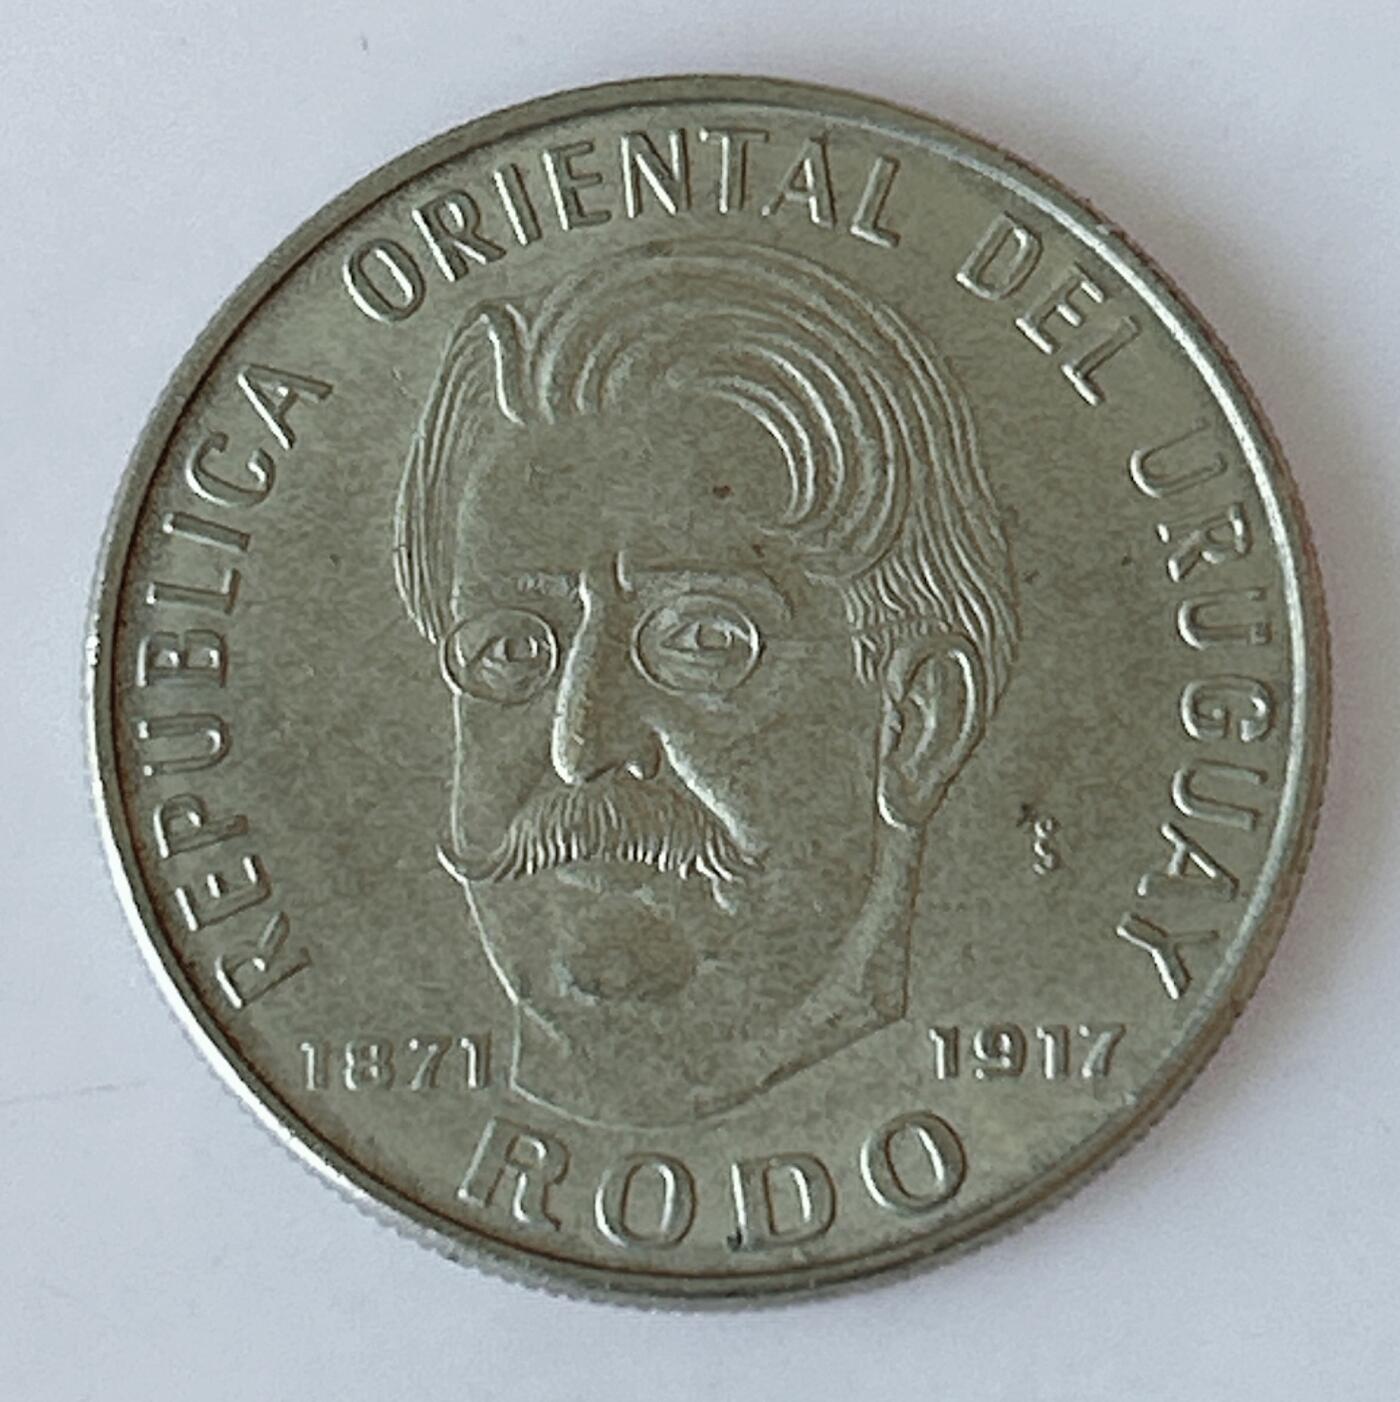 REPUBLICA ORIENTAL DEL URUGUAY
1871 1917
RODO